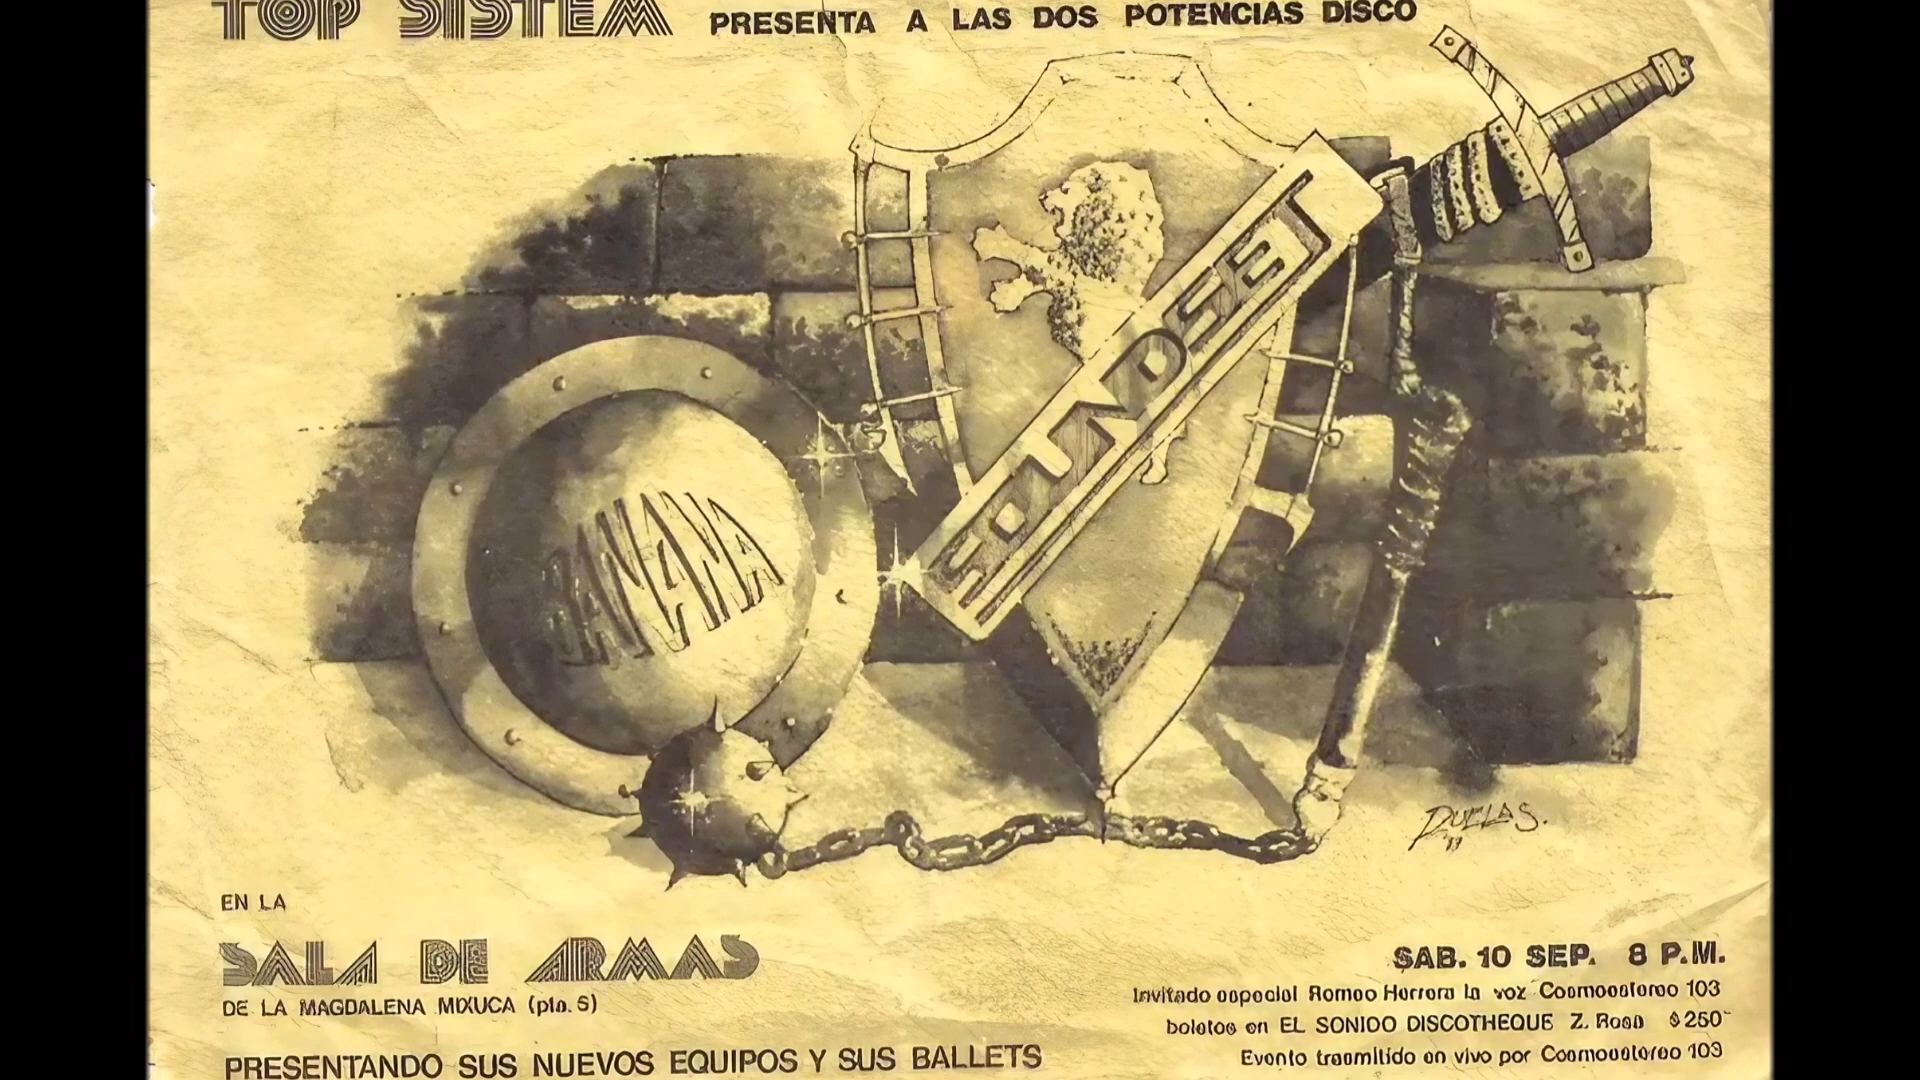 TOP SISTEM PRESENTA A LAS DOS POTENCIAS DISCO
BANANA
DUELAS.
EN LA
SALA DE ARMAS
DE LA MAGDALENA MIXUCA (pta. 6)
PRESENTANDO SUS NUEVOS EQUIPOS Y SUS BALLETS
SAB. 10 SEP. 8 P.M.
Invitado especial Romeo Herrera la voz Cosmoestereo 103
boletos en EL SONIDO DISCOTHEQUE Z. Rosa $250
Evento trasmitido en vivo por Cosmoestereo 103